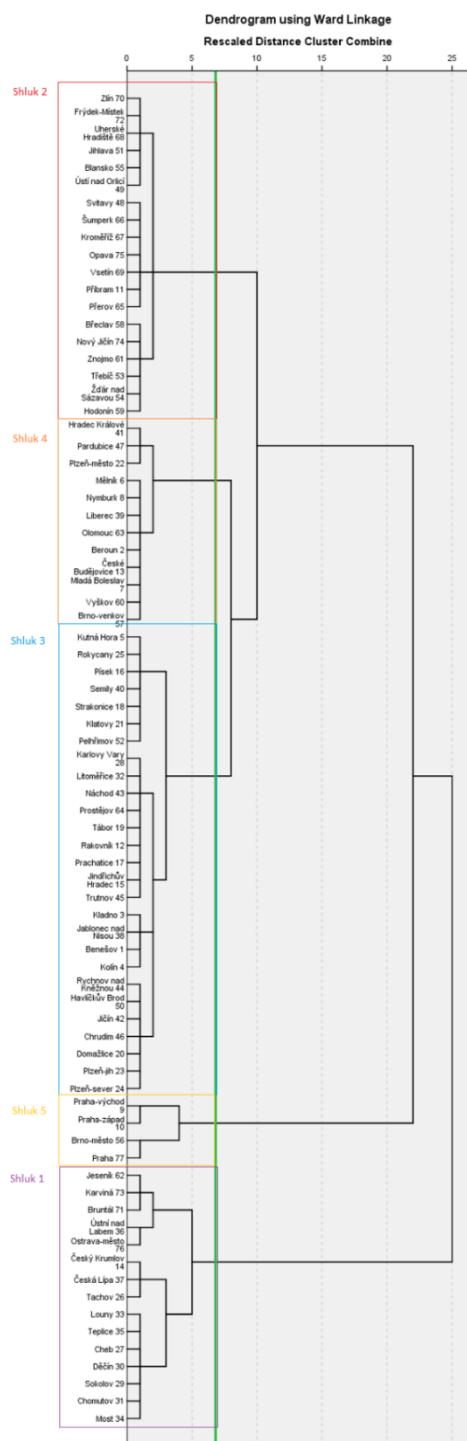 Dendrogram using Ward Linkage
Rescaled Distance Cluster Combine
0 5 10 15 20 25
Shluk 2
Zlín 70
Frýdek-Místek
72
Uherské
Hradiště 68
Jihlava 51
Blansko 55
Ústí nad Orlicí
49
Svitavy 48
Šumperk 66
Kroměříž 67
Opava 75
Vsetín 69
Příbram 11
Přerov 65
Břeclav 58
Nový Jičín 74
Znojmo 61
Třebíč 53
Žďár nad
Sázavou 54
Hodonín 59
Shluk 4
Hradec Králové
41
Pardubice 47
Plzeň-město 22
Mělník 6
Nymburk 8
Liberec 39
Olomouc 63
Beroun 2
České
Budějovice 13
Mladá Boleslav
7
Vyškov 60
Brno-venkov
57
Shluk 3
Kutná Hora 5
Rokycany 25
Písek 16
Semily 40
Strakonice 18
Klatovy 21
Pelhřimov 52
Karlovy Vary
28
Litoměřice 32
Náchod 43
Prostějov 64
Tábor 19
Rakovník 12
Prachatice 17
Jindřichův
Hradec 15
Trutnov 45
Kladno 3
Jablonec nad
Nisou 38
Benešov 1
Kolín 4
Rychnov nad
Kněžnou 44
Havlíčkův Brod
50
Jičín 42
Chrudim 46
Domažlice 20
Plzeň-jih 23
Plzeň-sever 24
Shluk 5
Praha-východ
9
Praha-západ
10
Brno-město 56
Praha 77
Shluk 1
Jeseník 62
Karviná 73
Bruntál 71
Ústní nad
Labem 36
Ostrava-město
76
Český Krumlov
14
Česká Lípa 37
Tachov 26
Louny 33
Teplice 35
Cheb 27
Děčín 30
Sokolov 29
Chomutov 31
Most 34